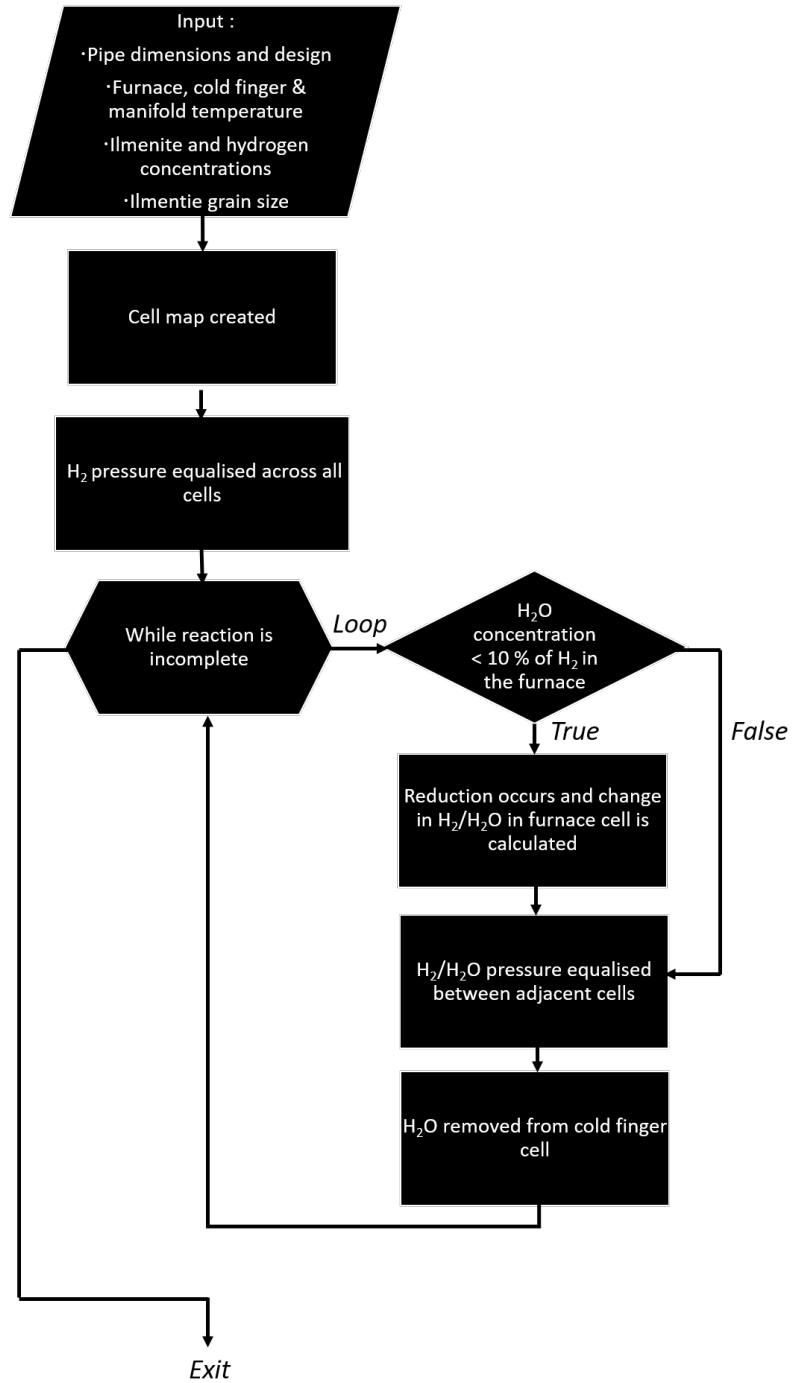 Input :
·Pipe dimensions and design
·Furnace, cold finger &
manifold temperature
·Ilmenite and hydrogen
concentrations
·Ilmentie grain size
Cell map created
H₂ pressure equalised across all
cells
While reaction is
incomplete
Loop
H₂O
concentration
< 10 % of H₂ in
the furnace
True
False
Reduction occurs and change
in H₂/H₂O in furnace cell is
calculated
H₂/H₂O pressure equalised
between adjacent cells
H₂O removed from cold finger
cell
Exit